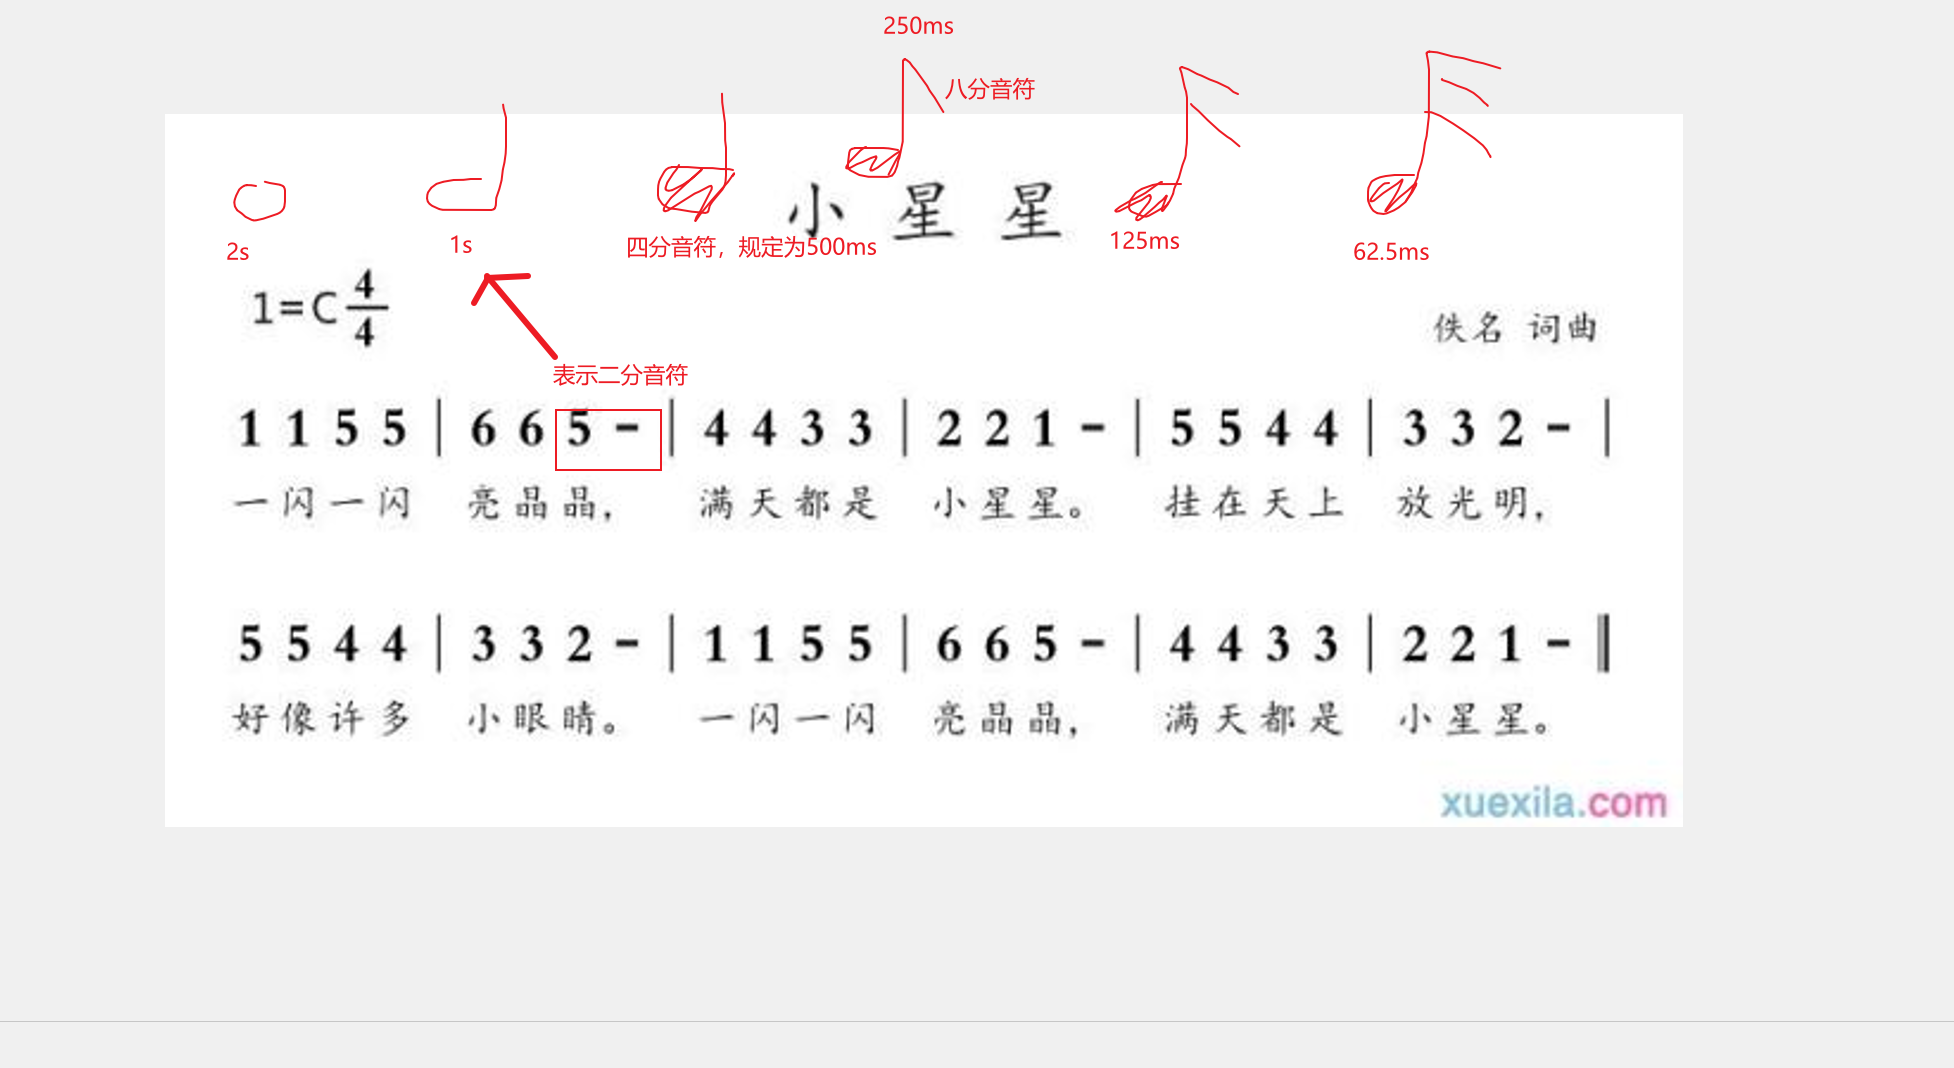 250ms
八分音符
小星星
2s
1s
四分音符，规定为500ms
125ms
62.5ms
1=C 4/4
佚名 词曲
表示二分音符
1 1 5 5 | 6 6 5 - | 4 4 3 3 | 2 2 1 - | 5 5 4 4 | 3 3 2 - |
一闪一闪 亮晶晶， 满天都是 小星星。 挂在天上 放光明，
5 5 4 4 | 3 3 2 - | 1 1 5 5 | 6 6 5 - | 4 4 3 3 | 2 2 1 - ‖
好像许多 小眼睛。 一闪一闪 亮晶晶， 满天都是 小星星。
xuexila.com